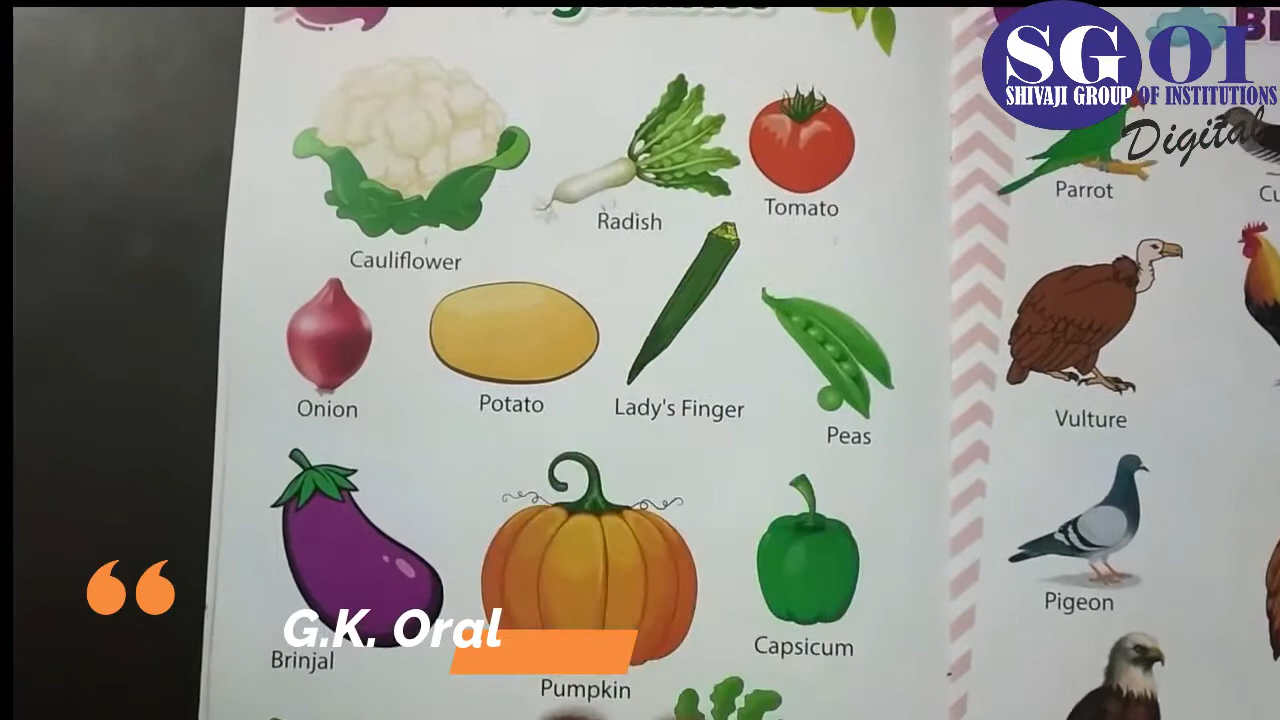 Vegetables
SGOI
SHIVAJI GROUP OF INSTITUTIONS
Digital
Cauliflower
Radish
Tomato
Parrot
Onion
Potato
Lady's Finger
Peas
Vulture
Pigeon
G.K. Oral
Brinjal
Pumpkin
Capsicum